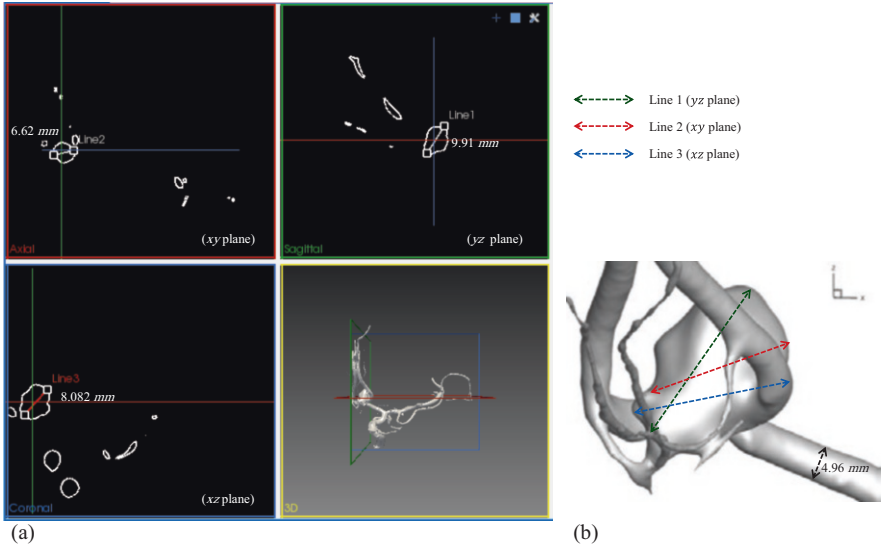 6.62 mm
Line2
Axial
(xy plane)
Line1
9.91 mm
Sagittal
(yz plane)
Line 1 (yz plane)
Line 2 (xy plane)
Line 3 (xz plane)
Line3
8.082 mm
Coronal
(xz plane)
3D
z
x
4.96 mm
(a)
(b)